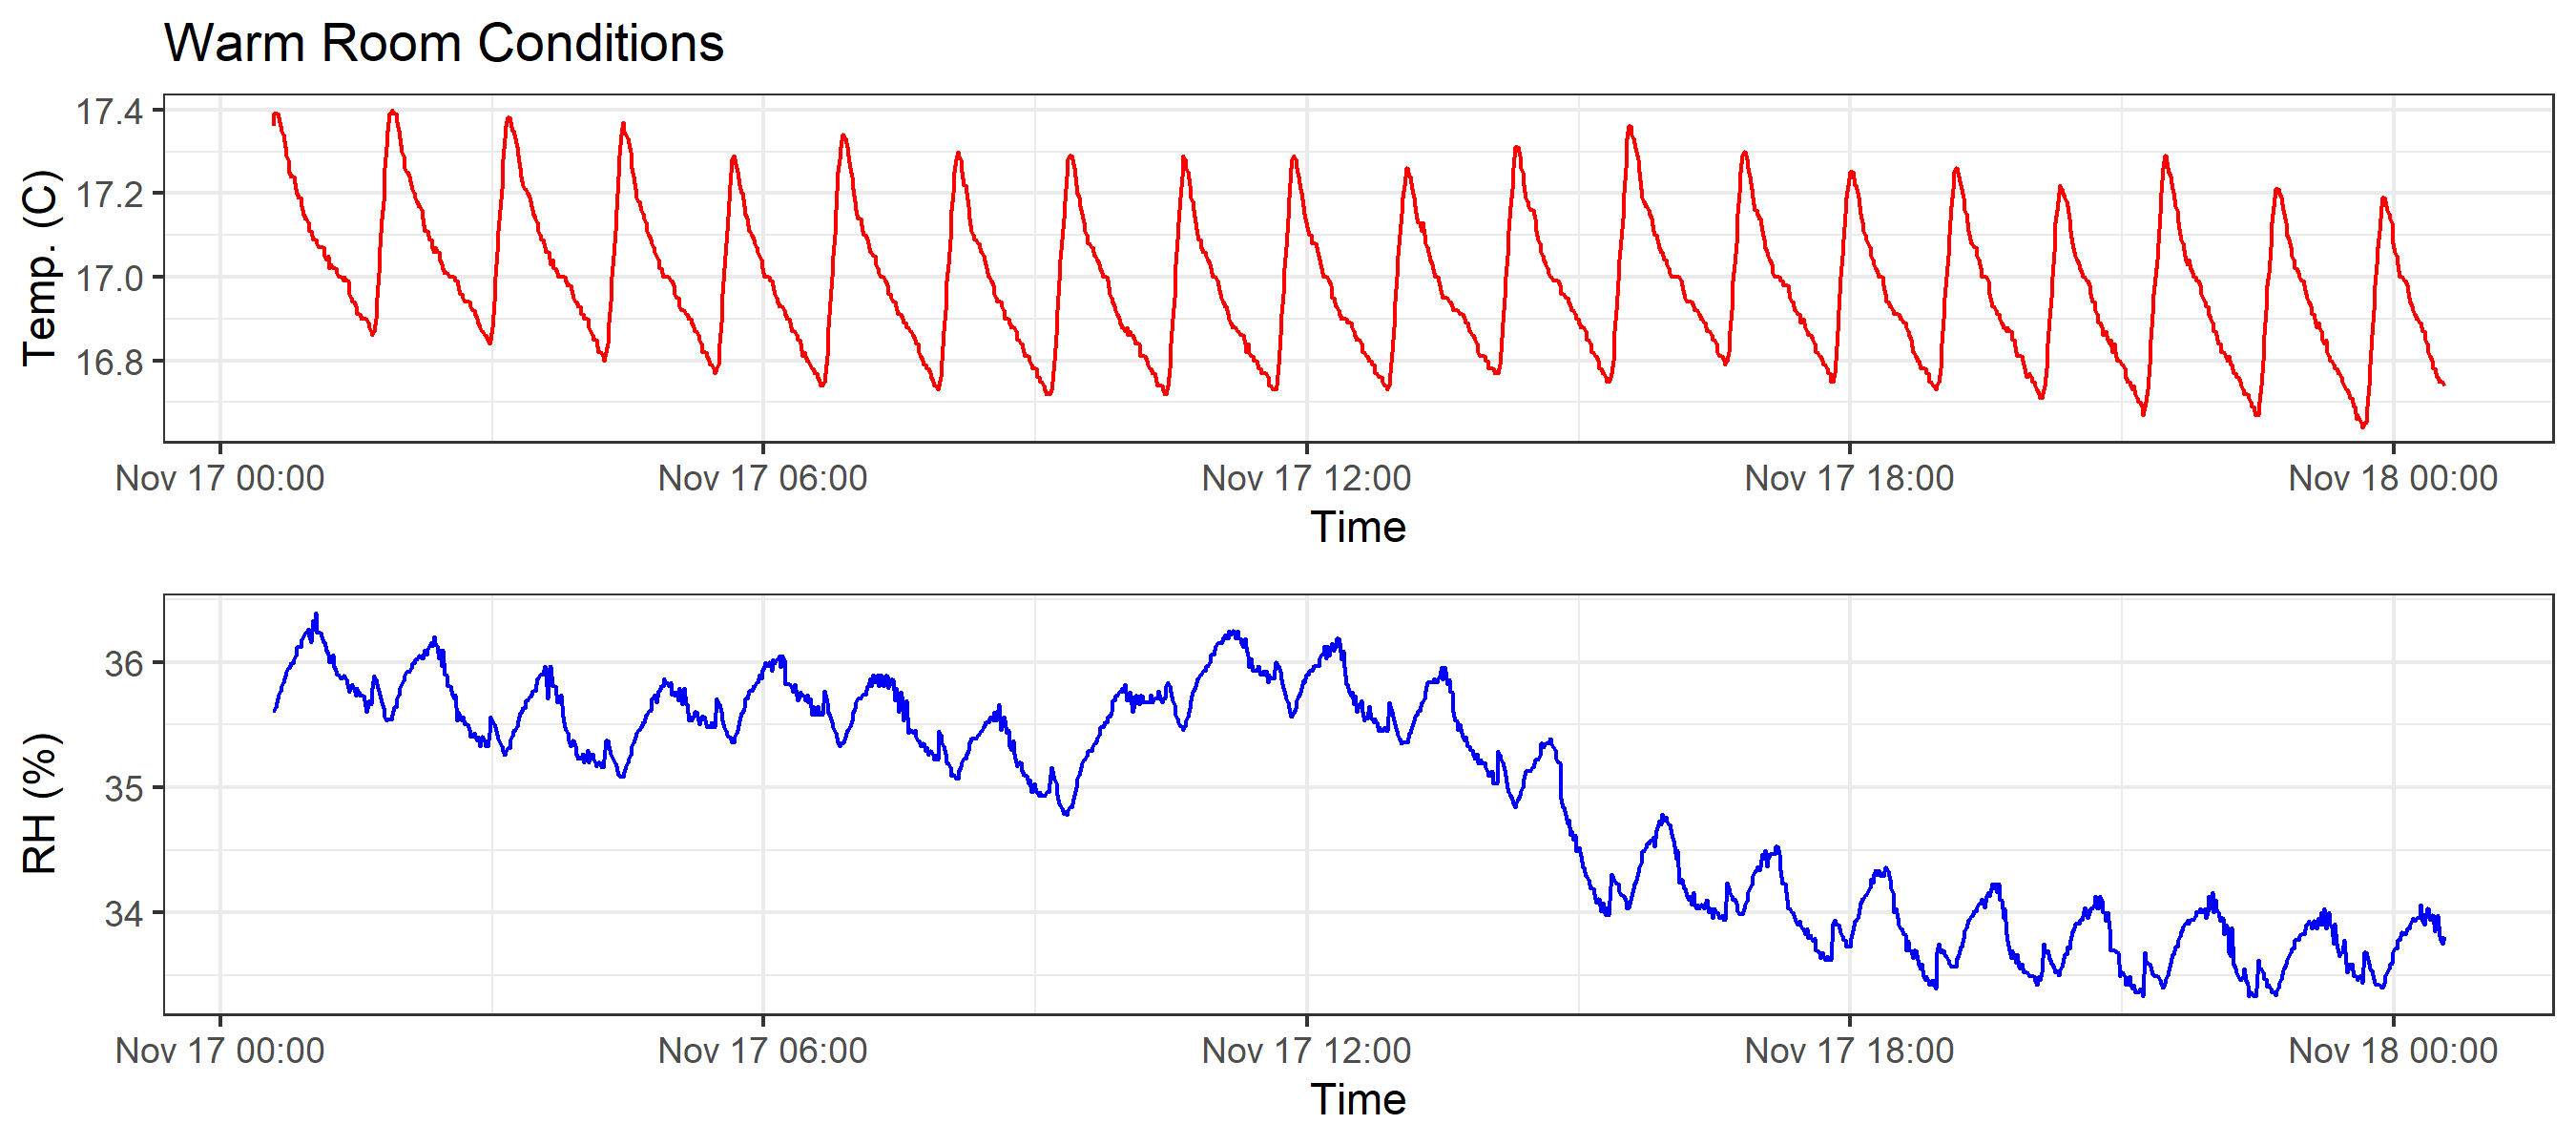 Warm Room Conditions
Temp. (C)
17.4
17.2
17.0
16.8
Nov 17 00:00 Nov 17 06:00 Nov 17 12:00 Nov 17 18:00 Nov 18 00:00
Time
RH (%)
36
35
34
Nov 17 00:00 Nov 17 06:00 Nov 17 12:00 Nov 17 18:00 Nov 18 00:00
Time